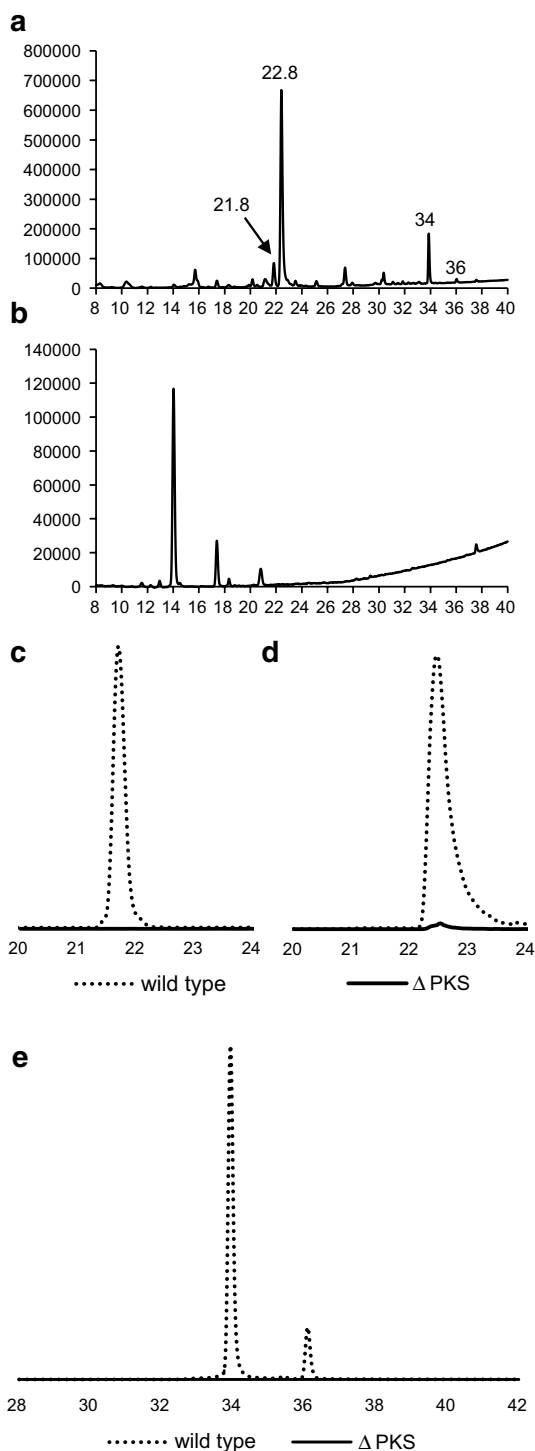 a
800000
700000
600000
500000
400000
300000
200000
100000
0
22.8
21.8
34
36
8 10 12 14 16 18 20 22 24 26 28 30 32 34 36 38 40
b
140000
120000
100000
80000
60000
40000
20000
0
8 10 12 14 16 18 20 22 24 26 28 30 32 34 36 38 40
c
d
20 21 22 23 24
20 21 22 23 24
wild type
Δ PKS
e
28 30 32 34 36 38 40 42
wild type
Δ PKS